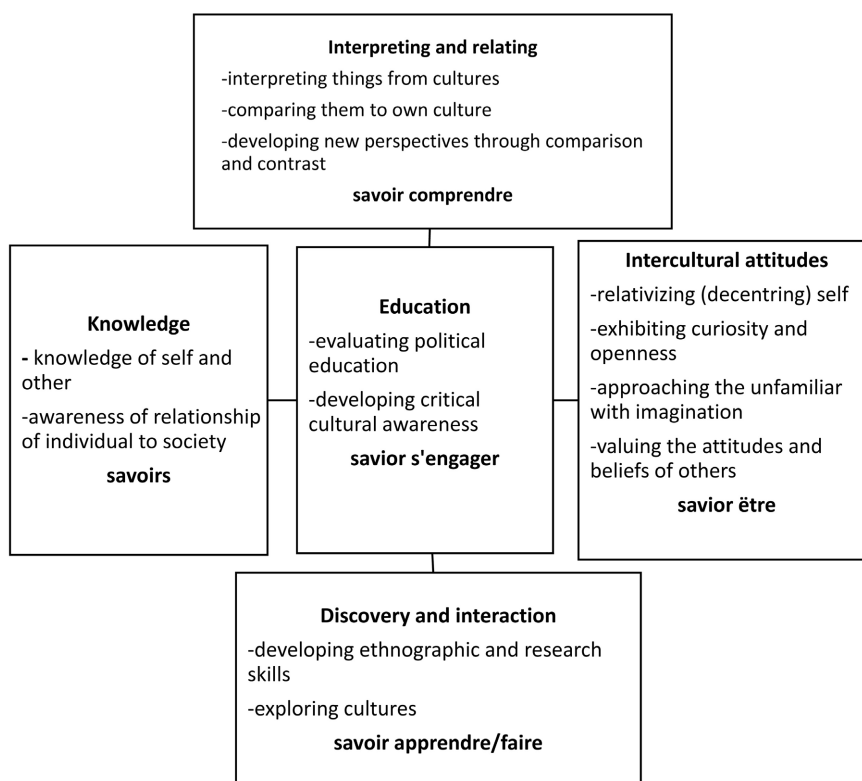 Interpreting and relating
-interpreting things from cultures
-comparing them to own culture
-developing new perspectives through comparison
and contrast
savoir comprendre
Knowledge
- knowledge of self and
other
-awareness of relationship
of individual to society
savoirs
Education
-evaluating political
education
-developing critical
cultural awareness
savior s'engager
Intercultural attitudes
-relativizing (decentring) self
-exhibiting curiosity and
openness
-approaching the unfamiliar
with imagination
-valuing the attitudes and
beliefs of others
savior ëtre
Discovery and interaction
-developing ethnographic and research
skills
-exploring cultures
savoir apprendre/faire